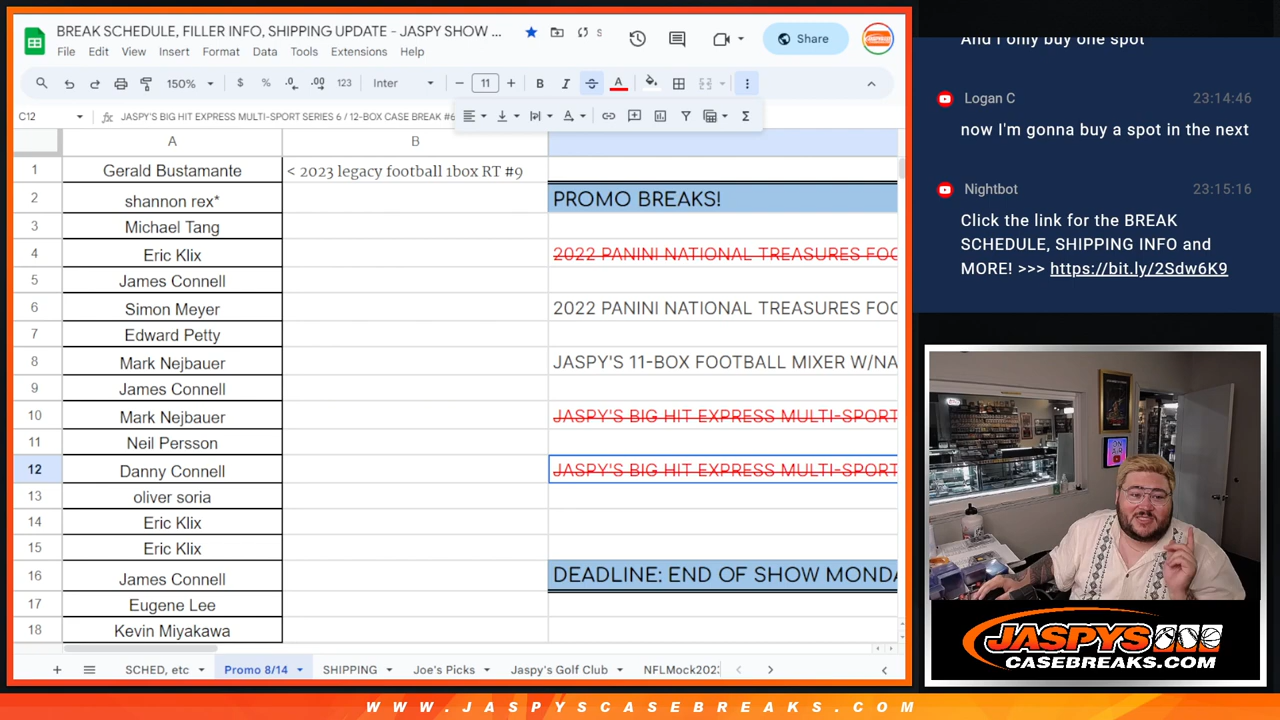 BREAK SCHEDULE, FILLER INFO, SHIPPING UPDATE - JASPY SHOW ...
File Edit View Insert Format Data Tools Extensions Help
Share
150% $ % .0 .00 123 Inter 11 B I A
C12 fx JASPY'S BIG HIT EXPRESS MULTI-SPORT SERIES 6 / 12-BOX CASE BREAK #6
A B
1 Gerald Bustamante < 2023 legacy football 1box RT #9
2 shannon rex* PROMO BREAKS!
3 Michael Tang
4 Eric Klix 2022 PANINI NATIONAL TREASURES FOO
5 James Connell
6 Simon Meyer 2022 PANINI NATIONAL TREASURES FOO
7 Edward Petty
8 Mark Nejbauer JASPY'S 11-BOX FOOTBALL MIXER W/NA
9 James Connell
10 Mark Nejbauer JASPY'S BIG HIT EXPRESS MULTI-SPORT
11 Neil Persson
12 Danny Connell JASPY'S BIG HIT EXPRESS MULTI-SPORT
13 oliver soria
14 Eric Klix
15 Eric Klix
16 James Connell DEADLINE: END OF SHOW MONDA
17 Eugene Lee
18 Kevin Miyakawa
SCHED, etc Promo 8/14 SHIPPING Joe's Picks Jaspy's Golf Club NFLMock202
And I only buy one spot
Logan C 23:14:46
now I'm gonna buy a spot in the next
Nightbot 23:15:16
Click the link for the BREAK
SCHEDULE, SHIPPING INFO and
MORE! >>> https://bit.ly/2Sdw6K9
ON AIR
JASPYS
CASEBREAKS.COM
WWW.JASPYSCASEBREAKS.COM